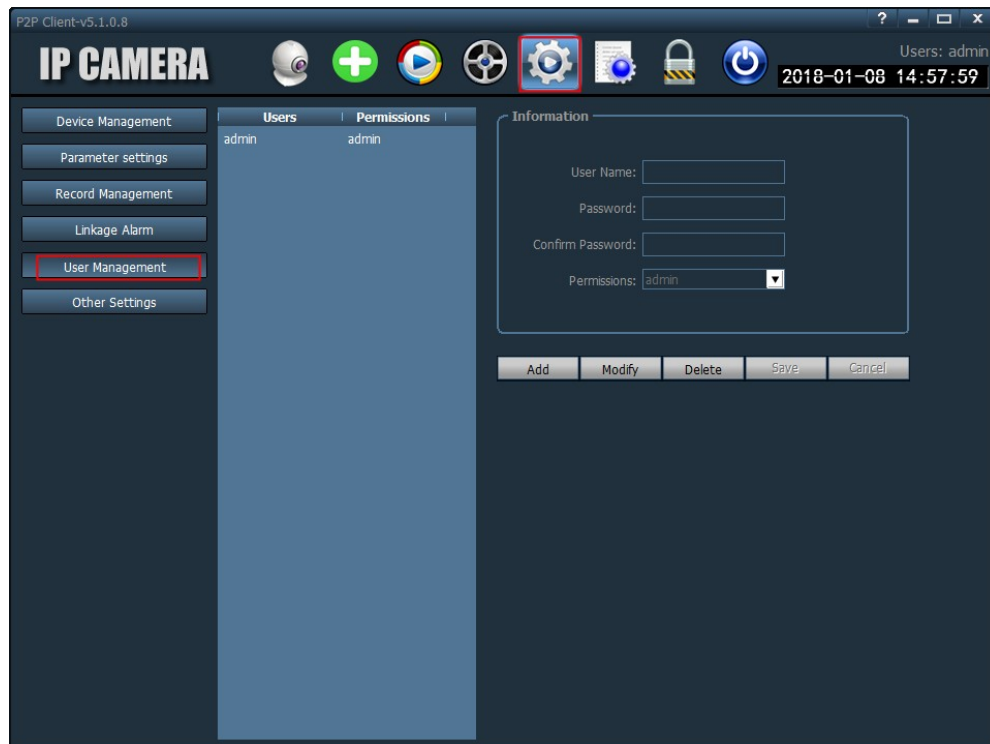 P2P Client-v5.1.0.8
IP CAMERA
Users: admin
2018-01-08 14:57:59
Device Management
Parameter settings
Record Management
Linkage Alarm
User Management
Other Settings
Users Permissions
admin admin
Information
User Name:
Password:
Confirm Password:
Permissions: admin
Add Modify Delete Save Cancel